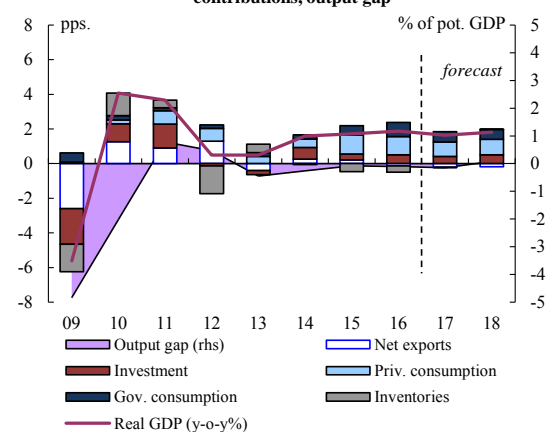 contributions, output gap
pps.
% of pot. GDP
forecast
8
6
4
2
0
-2
-4
-6
-8
5
4
3
2
1
0
-1
-2
-3
-4
-5
09 10 11 12 13 14 15 16 17 18
Output gap (rhs) Net exports
Investment Priv. consumption
Gov. consumption Inventories
Real GDP (y-o-y%)